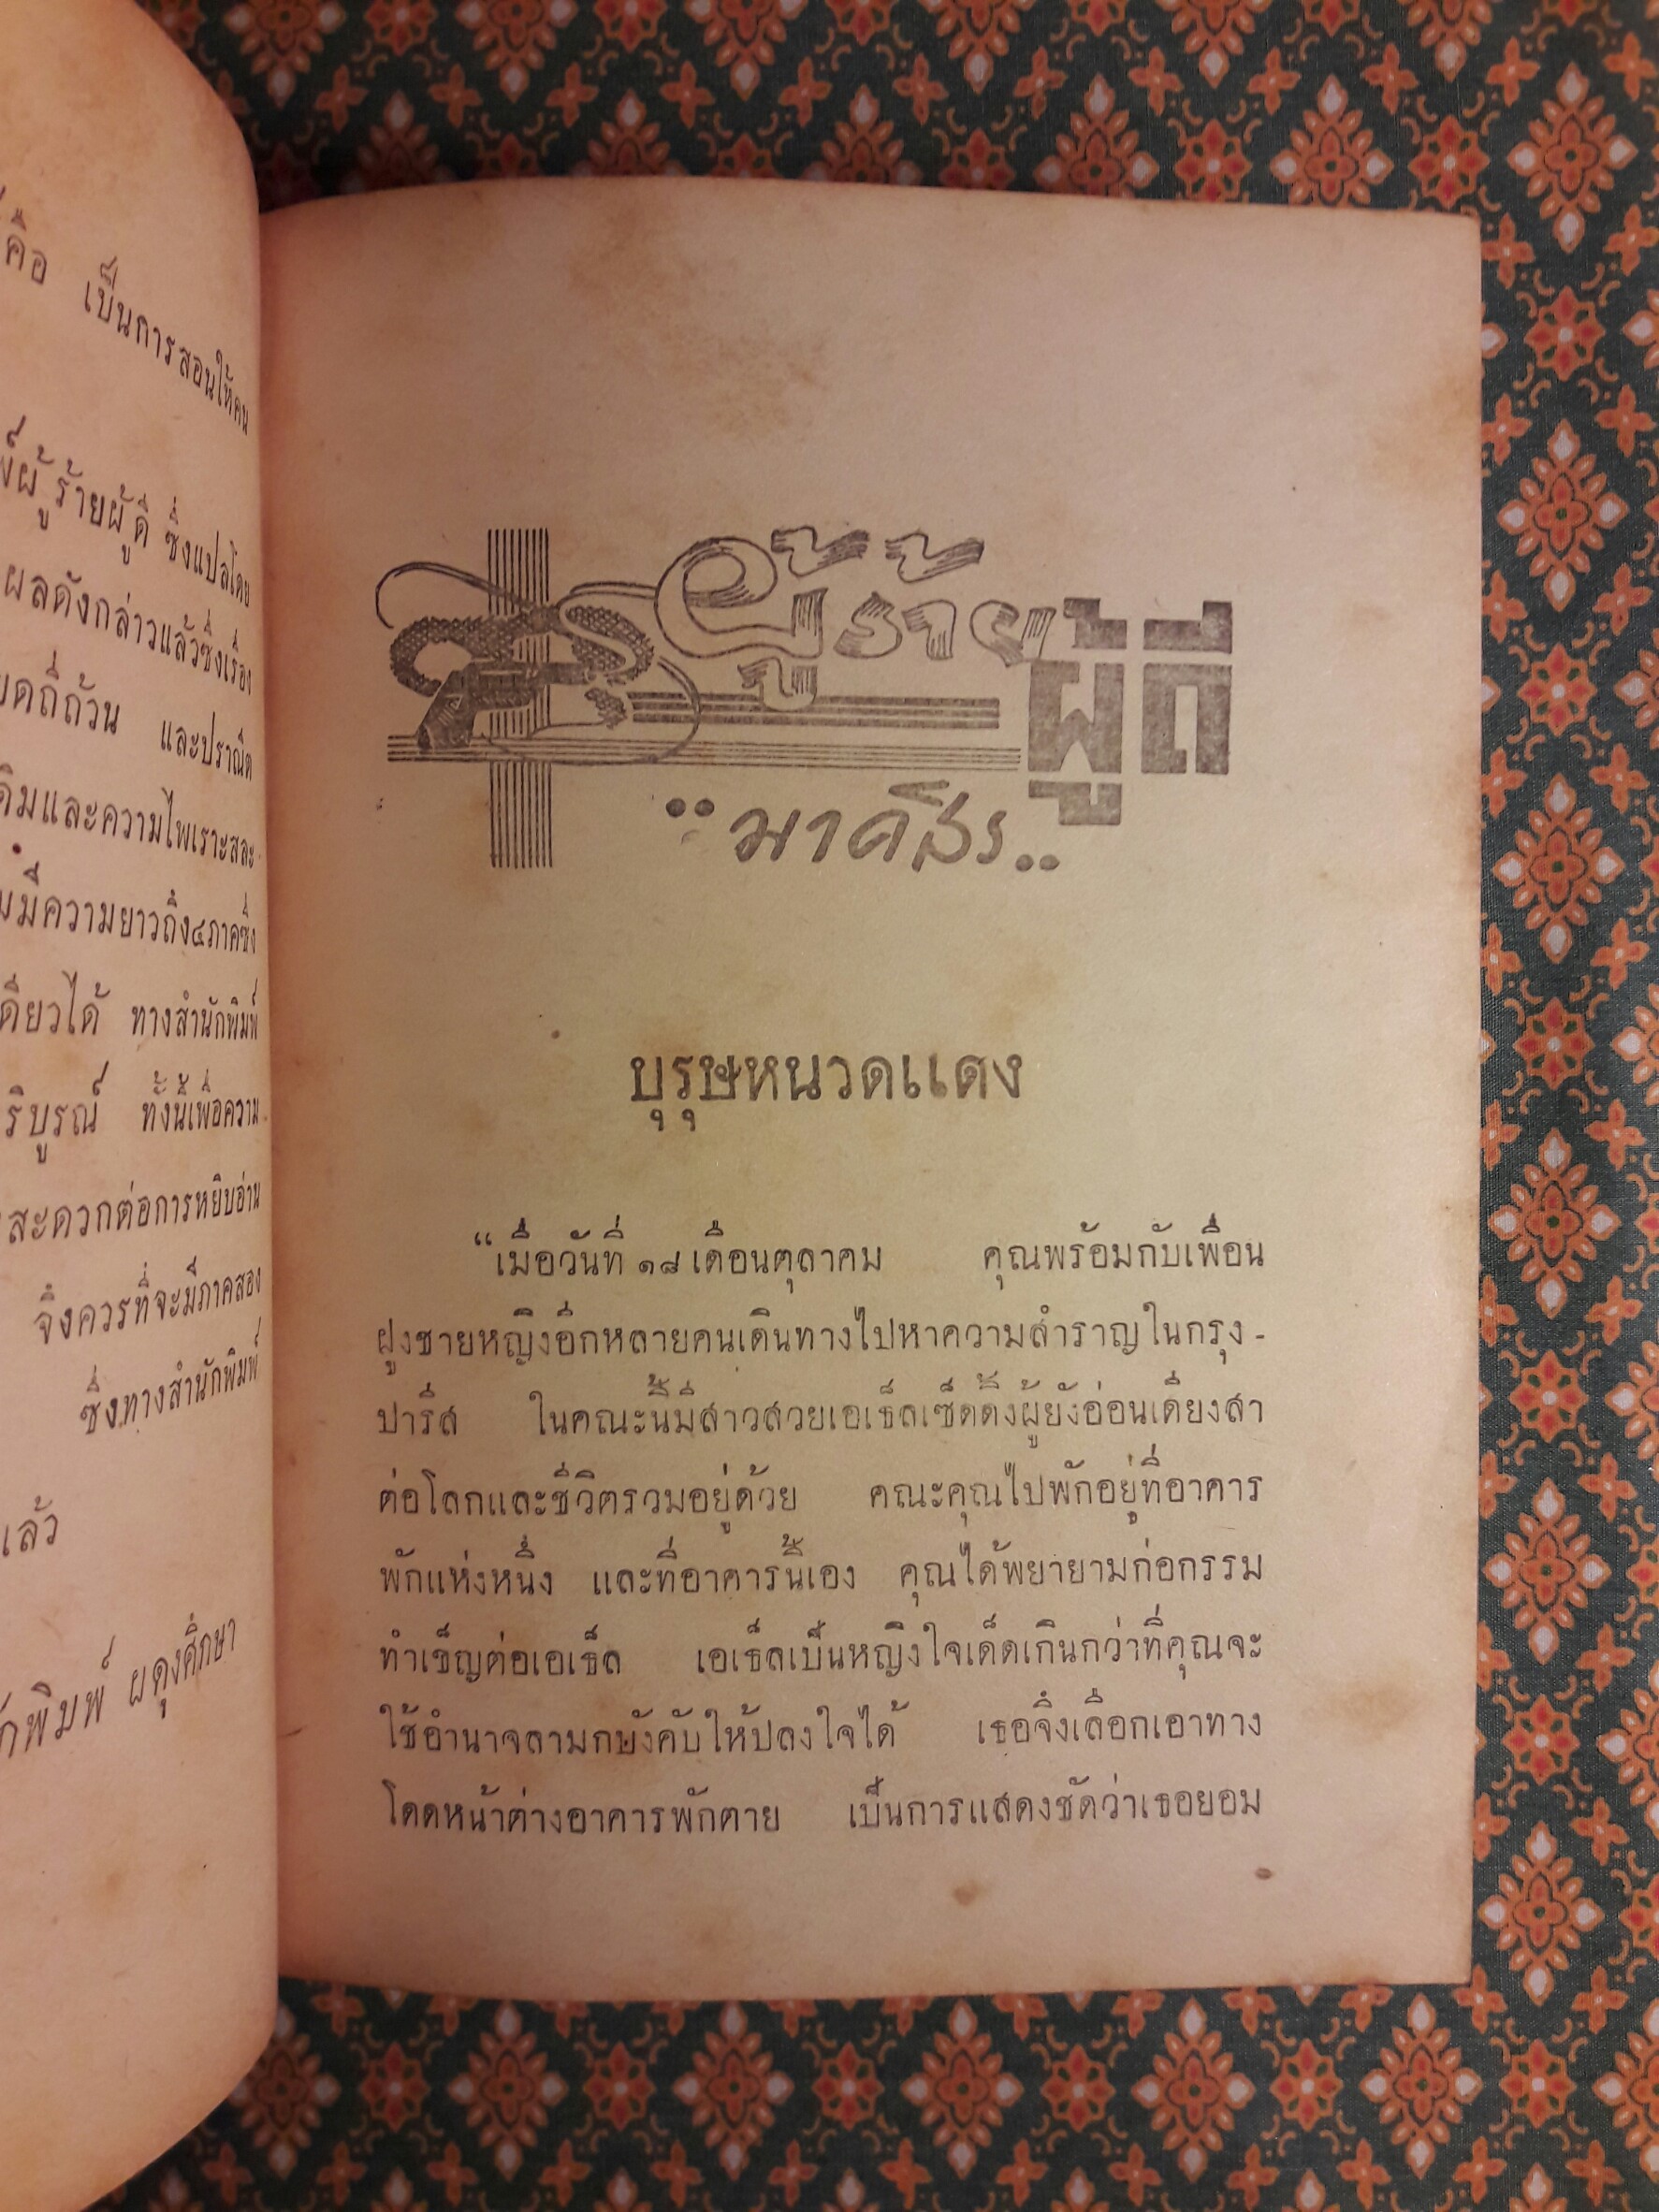 คือ เป็นการสอนให้คน
ผู้ร้ายผู้ดี ซึ่งแปลโดย
ผลดังกล่าวแล้วซึ่งเรื่อง
ถี่ถ้วน และปราณีต
เดิมและความไพเราะสละ
มีความยาวถึง๔ภาคซึ่ง
เดียวได้ ทางสำนักพิมพ์
ริบูรณ์ ทั้งนี้เพื่อความ
สะดวกต่อการหยิบอ่าน
จึงควรที่จะมีภาคสอง
ซึ่งทางสำนักพิมพ์
แล้ว
กพิมพ์ ผดุงศึกษา
ผู้ร้ายผู้ดี
มาคสิร
บุรุษหนวดแดง
“เมื่อวันที่ ๑๘ เดือนตุลาคม คุณพร้อมกับเพื่อน
ฝูงชายหญิงอีกหลายคนเดินทางไปหาความสำราญในกรุง-
ปารีส ในคณะนี้มีสาวสวยเอเธ็ลเซ็ดดิ้งผู้ยังอ่อนเดียงสา
ต่อโลกและชีวิตรวมอยู่ด้วย คณะคุณไปพักอยู่ที่อาคาร
พักแห่งหนึ่ง และที่อาคารนี้เอง คุณได้พยายามก่อกรรม
ทำเข็ญต่อเอเธ็ล เอเธ็ลเป็นหญิงใจเด็ดเกินกว่าที่คุณจะ
ใช้อำนาจลามกบังคับให้ปลงใจได้ เธอจึงเลือกเอาทาง
โดดหน้าต่างอาคารพักตาย เป็นการแสดงชัดว่าเธอยอม